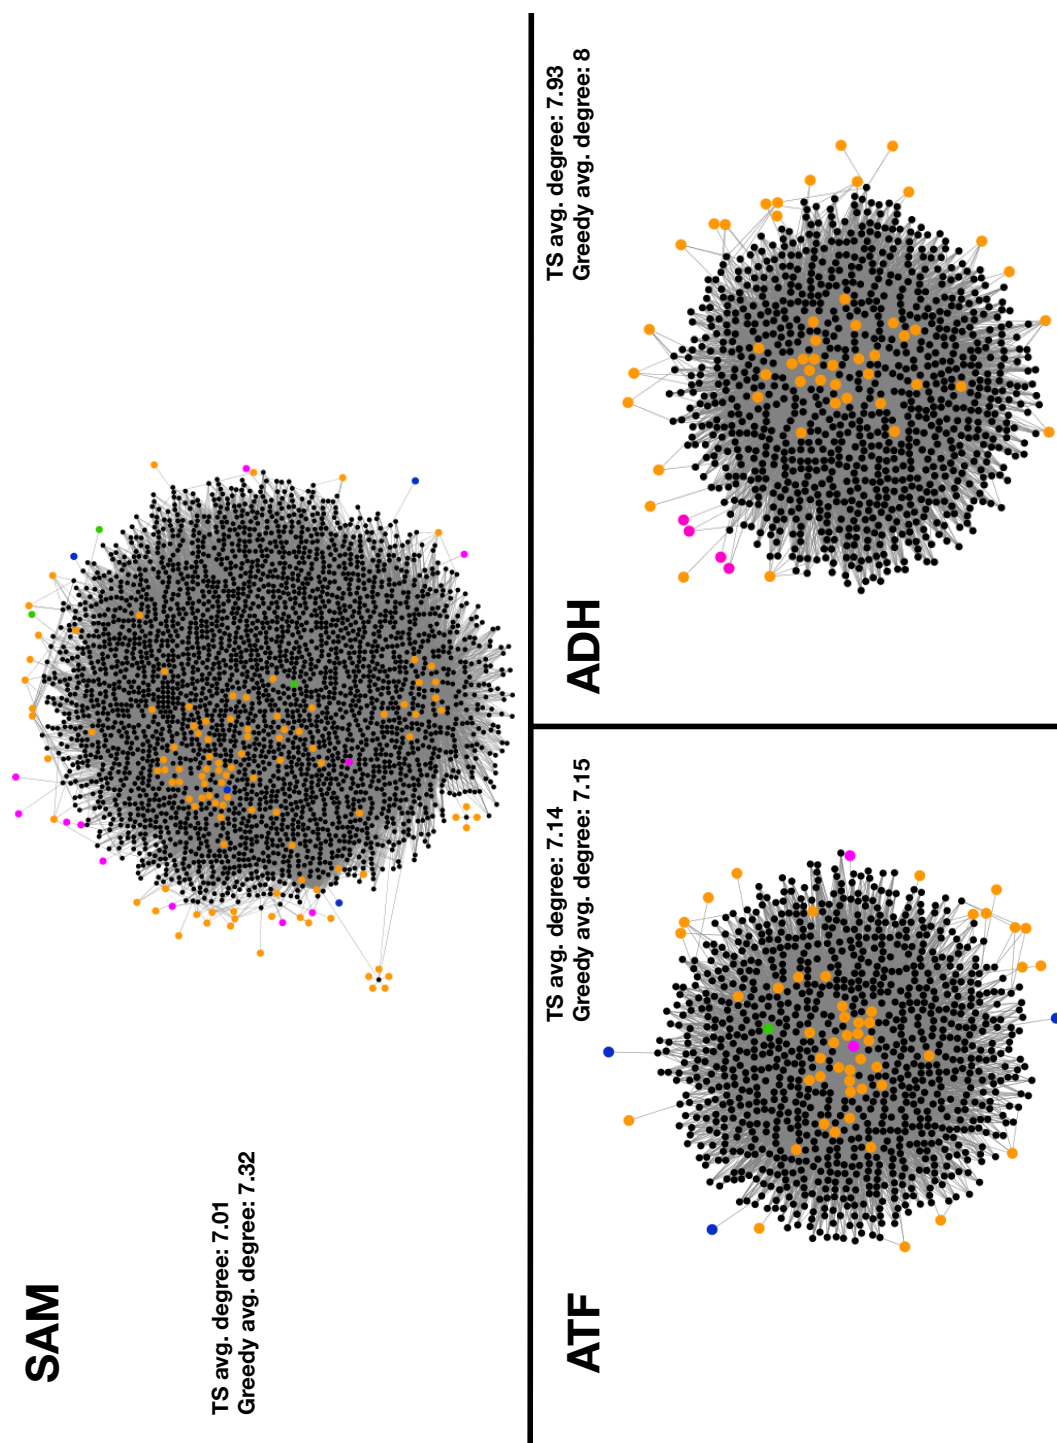 SAM
TS avg. degree: 7.01
Greedy avg. degree: 7.32
ATF
TS avg. degree: 7.14
Greedy avg. degree: 7.15
ADH
TS avg. degree: 7.93
Greedy avg. degree: 8